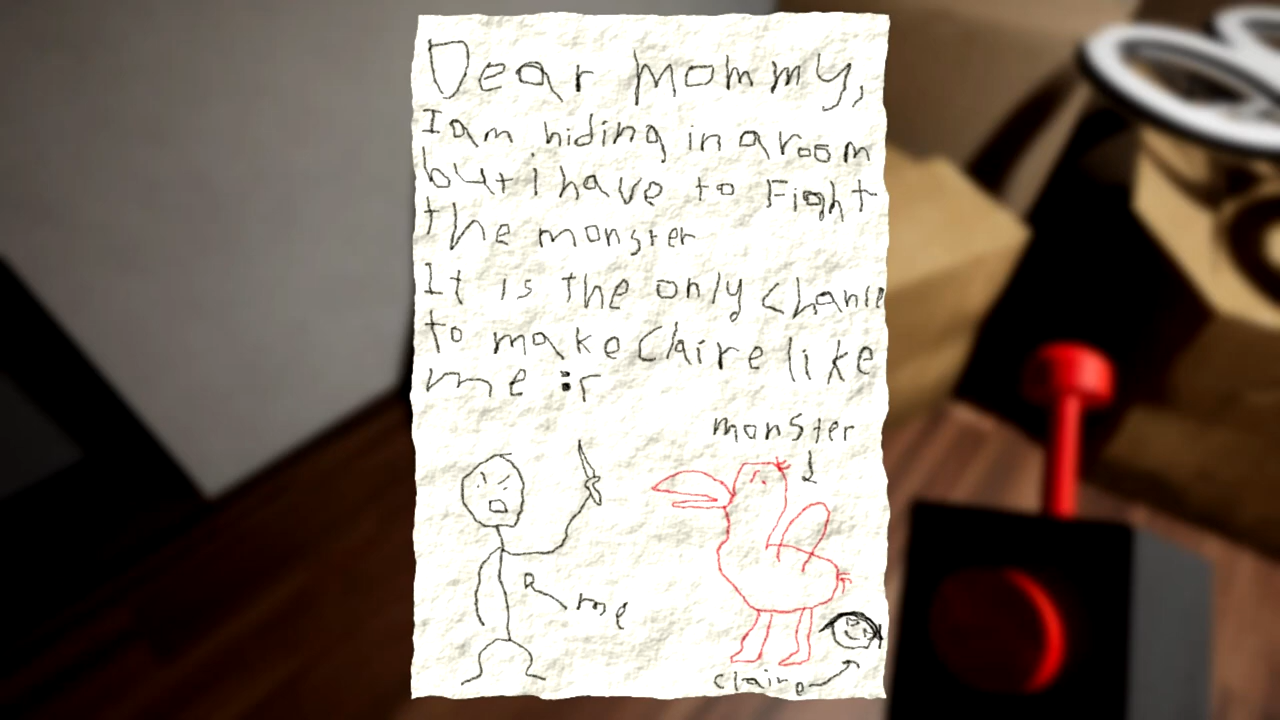 Dear mommy,
I am hiding in a room
but i have to Fight
the monster
It is the only chance
to make Claire like
me :r
monster
me
claire